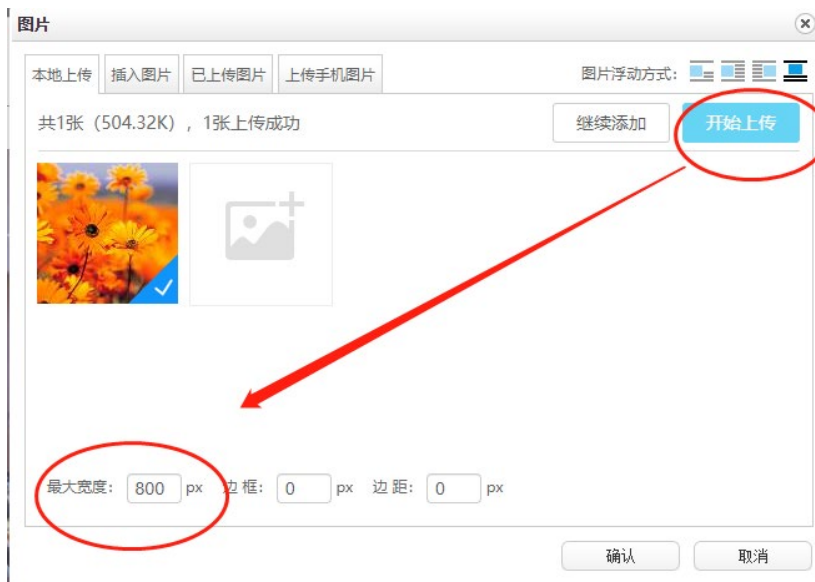 图片
本地上传 插入图片 已上传图片 上传手机图片 图片浮动方式:
共1张（504.32K），1张上传成功 继续添加 开始上传
最大宽度: 800 px 边框: 0 px 边距: 0 px
确认 取消